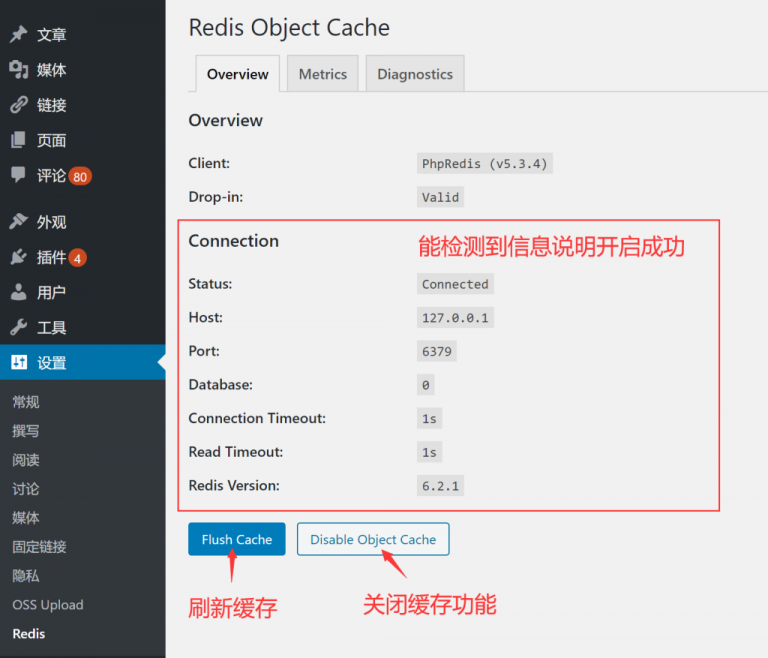 文章
媒体
链接
页面
评论 80
外观
插件 4
用户
工具
设置
常规
撰写
阅读
讨论
媒体
固定链接
隐私
OSS Upload
Redis
Redis Object Cache
Overview Metrics Diagnostics
Overview
Client: PhpRedis (v5.3.4)
Drop-in: Valid
Connection 能检测到信息说明开启成功
Status: Connected
Host: 127.0.0.1
Port: 6379
Database: 0
Connection Timeout: 1s
Read Timeout: 1s
Redis Version: 6.2.1
Flush Cache Disable Object Cache
刷新缓存 关闭缓存功能